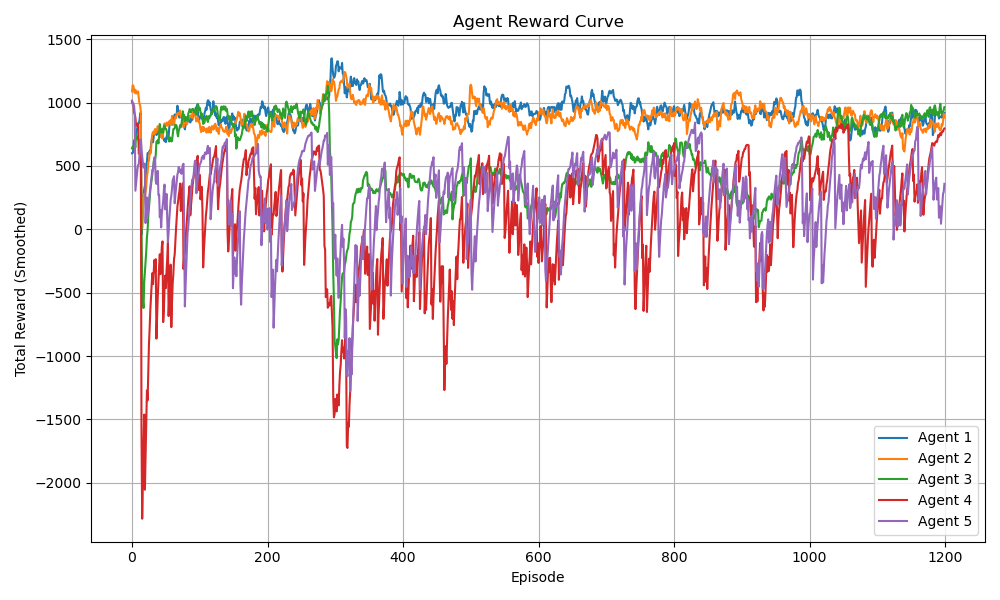 Agent Reward Curve
Total Reward (Smoothed)
1500
1000
500
0
−500
−1000
−1500
−2000
0 200 400 600 800 1000 1200
Episode
Agent 1
Agent 2
Agent 3
Agent 4
Agent 5